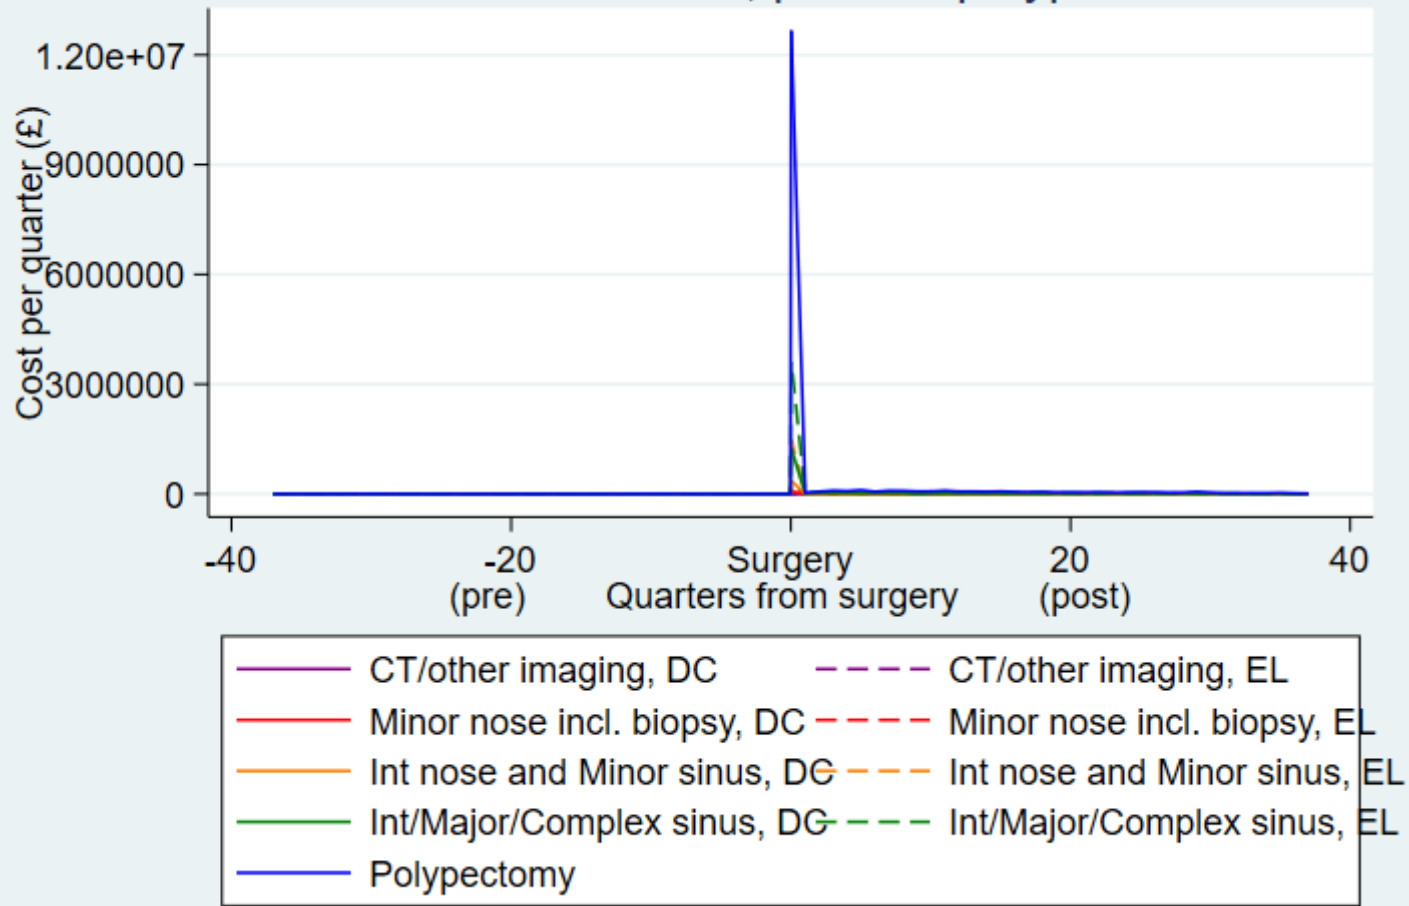 1.20e+07
9000000
6000000
3000000
0
Cost per quarter (£)
-40 -20 Surgery 20 40
(pre) Quarters from surgery (post)
CT/other imaging, DC CT/other imaging, EL
Minor nose incl. biopsy, DC Minor nose incl. biopsy, EL
Int nose and Minor sinus, DC Int nose and Minor sinus, EL
Int/Major/Complex sinus, DC Int/Major/Complex sinus, EL
Polypectomy